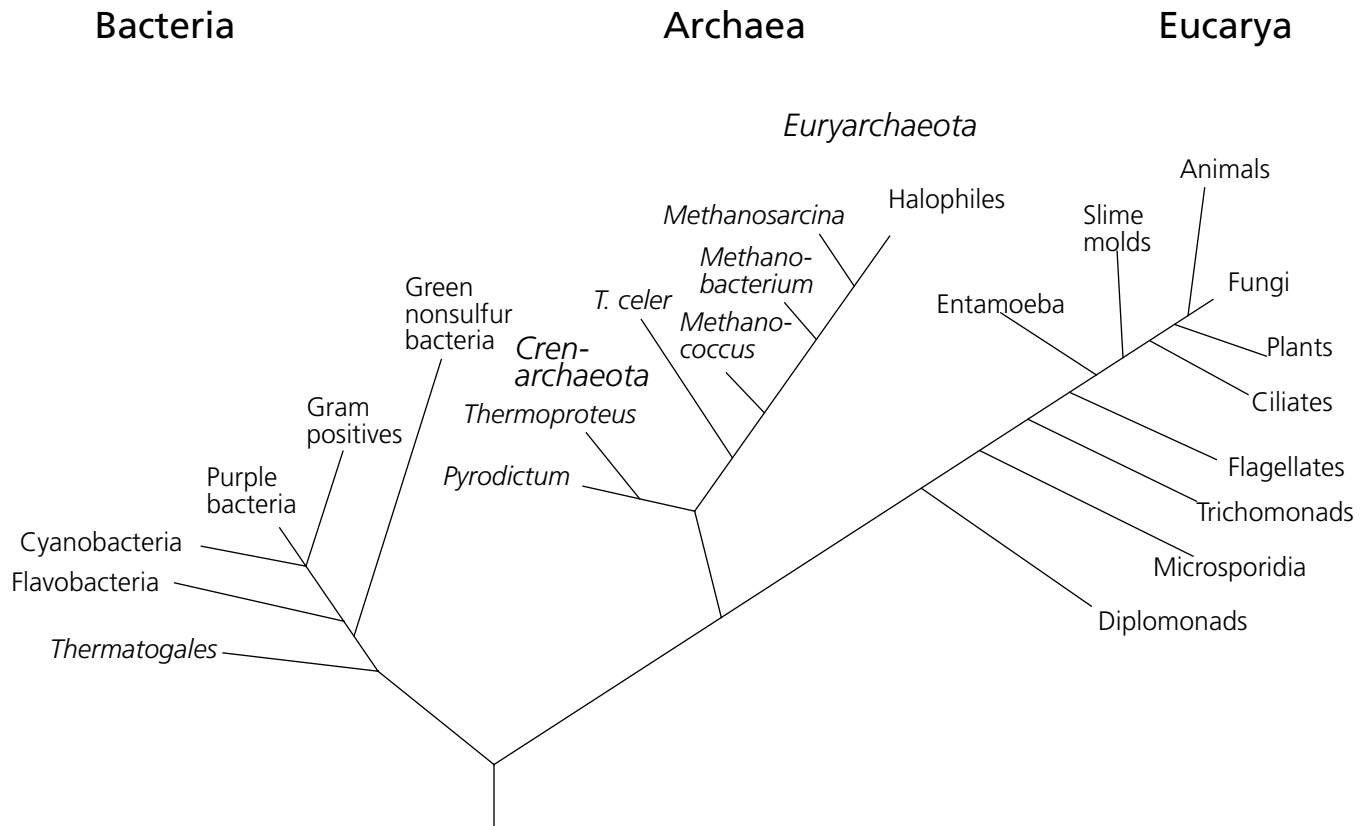 Bacteria
Archaea
Eucarya
Euryarchaeota
Animals
Halophiles
Methanosarcina
Slime
molds
Methano-
bacterium
Green
nonsulfur
bacteria
Fungi
T. celer
Entamoeba
Methano-
coccus
Cren-
archaeota
Plants
Ciliates
Gram
positives
Thermoproteus
Flagellates
Purple
bacteria
Pyrodictum
Trichomonads
Cyanobacteria
Microsporidia
Flavobacteria
Diplomonads
Thermatogales